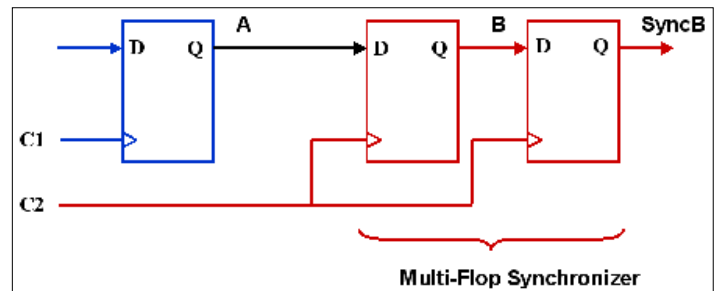 A B SyncB
D Q D Q D Q
C1
C2
Multi-Flop Synchronizer